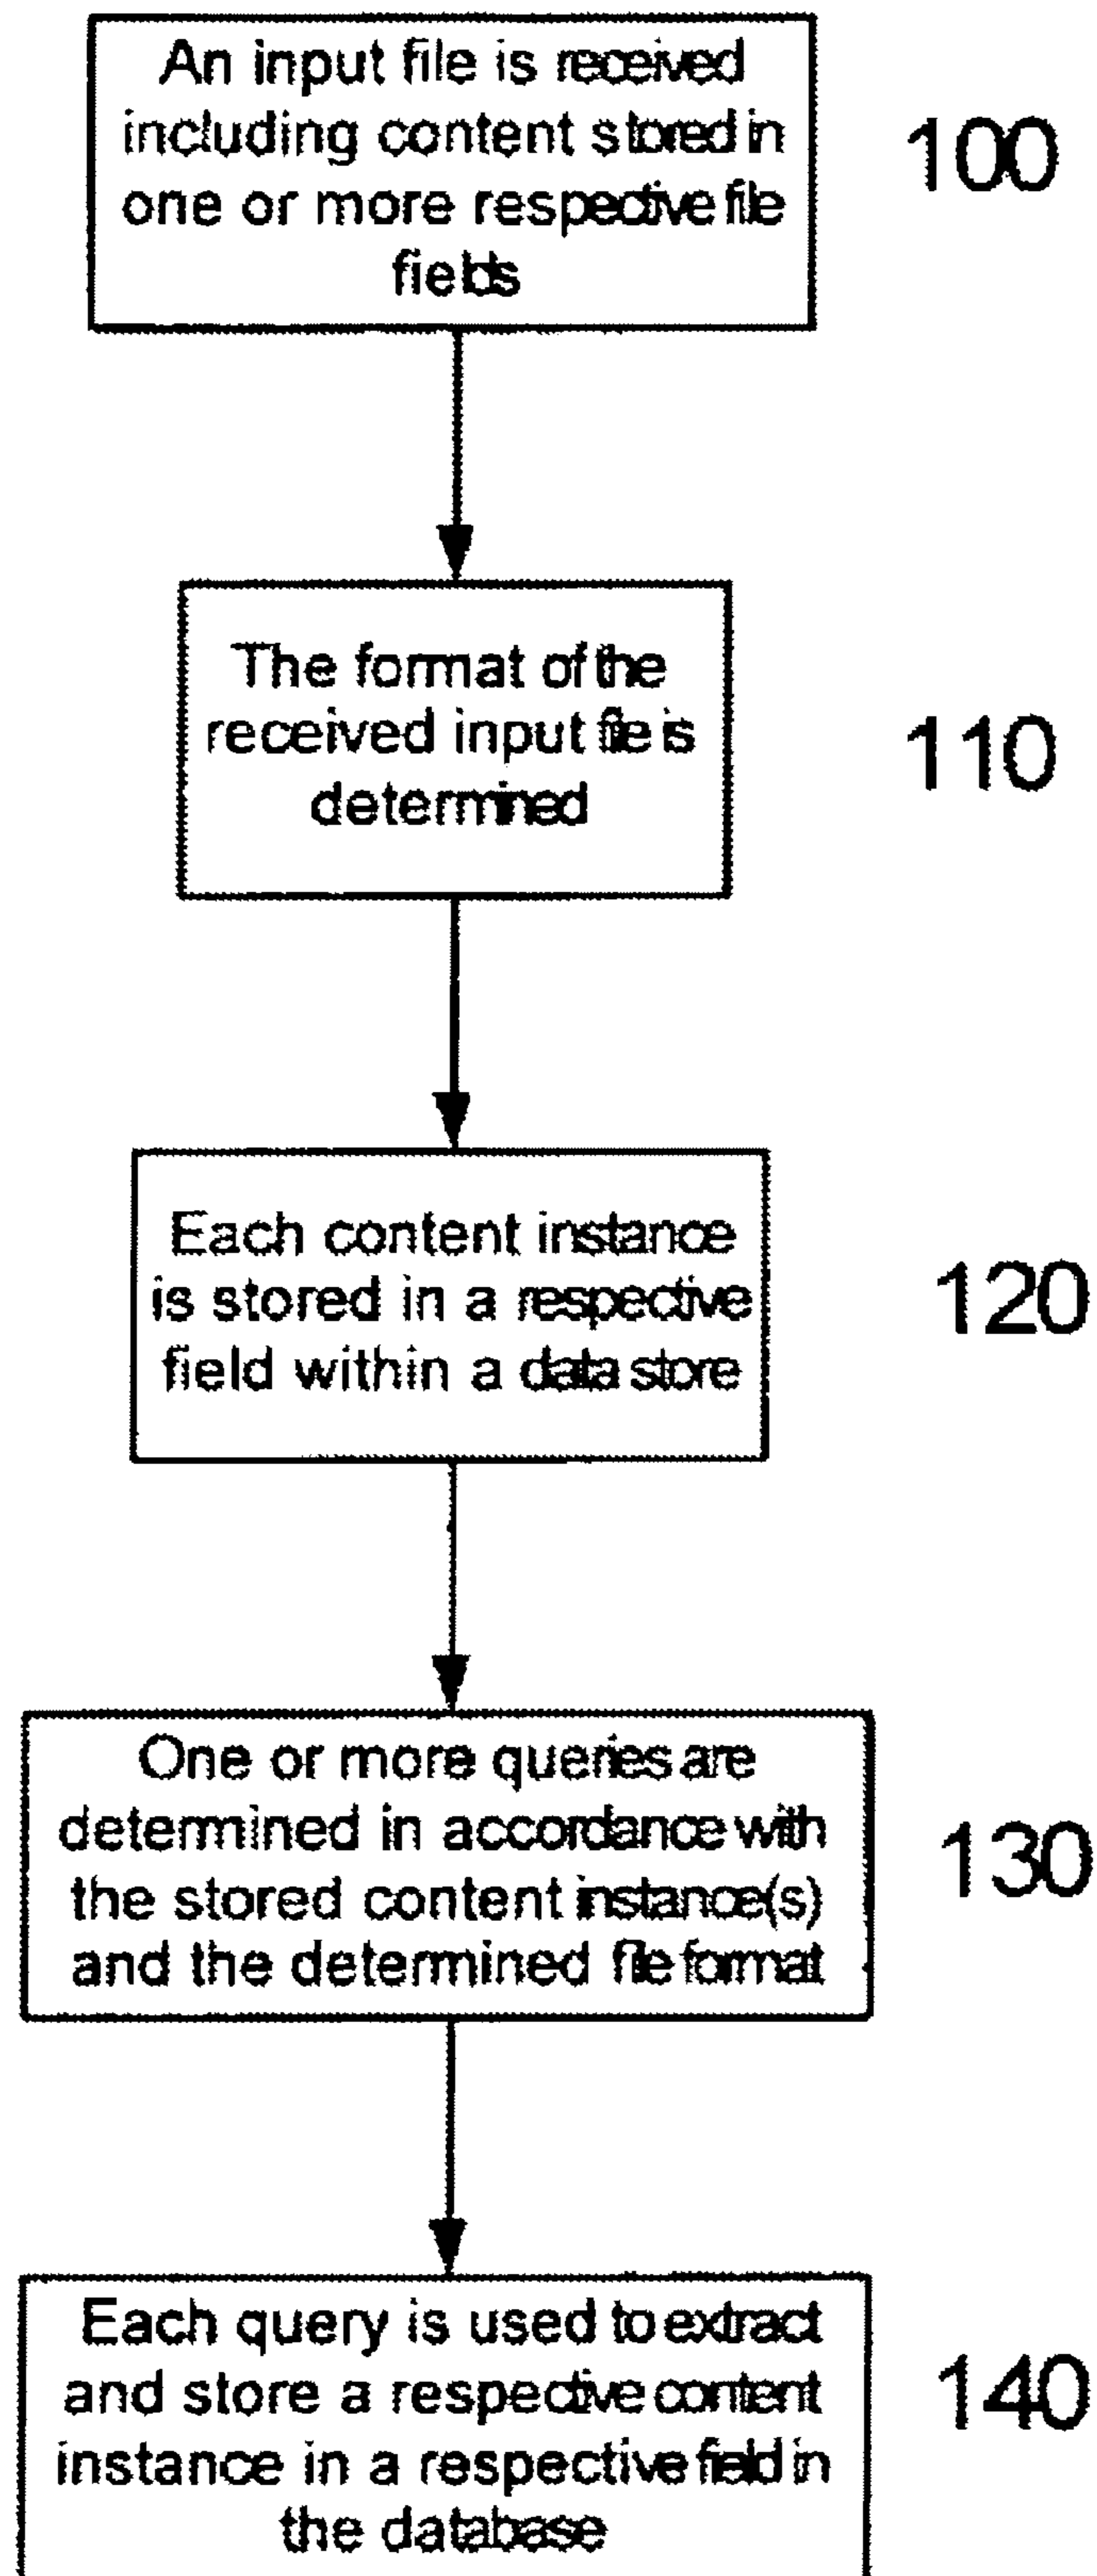 An input file is received
including content stored in
one or more respective file
fields
100
The format of the
received input file is
determined
110
Each content instance
is stored in a respective
field within a data store
120
One or more queries are
determined in accordance with
the stored content instance(s)
and the determined file format
130
Each query is used to extract
and store a respective content
instance in a respective field in
the database
140